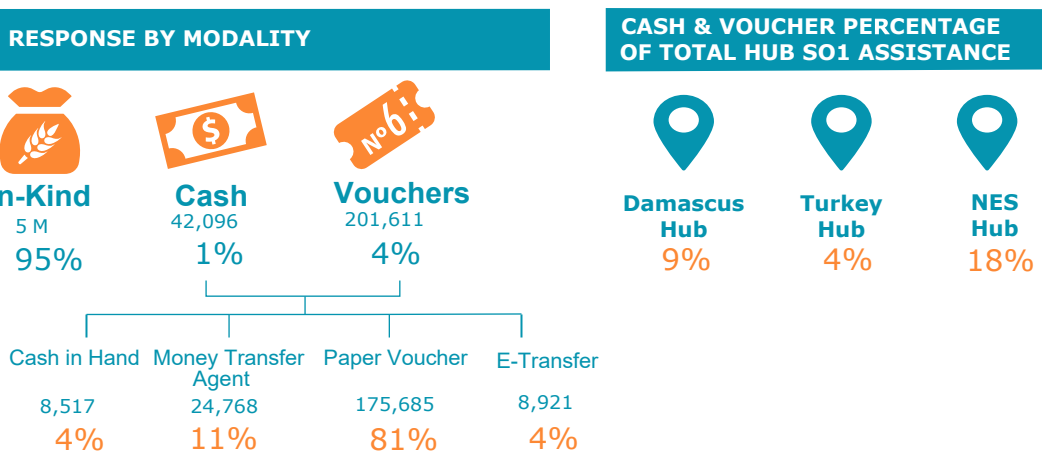 RESPONSE BY MODALITY
Nº6:
n-Kind
5 M
95%
Cash
42,096
1%
Vouchers
201,611
4%
Cash in Hand
8,517
4%
Money Transfer
Agent
24,768
11%
Paper Voucher
175,685
81%
E-Transfer
8,921
4%
CASH & VOUCHER PERCENTAGE
OF TOTAL HUB SO1 ASSISTANCE
Damascus
Hub
9%
Turkey
Hub
4%
NES
Hub
18%